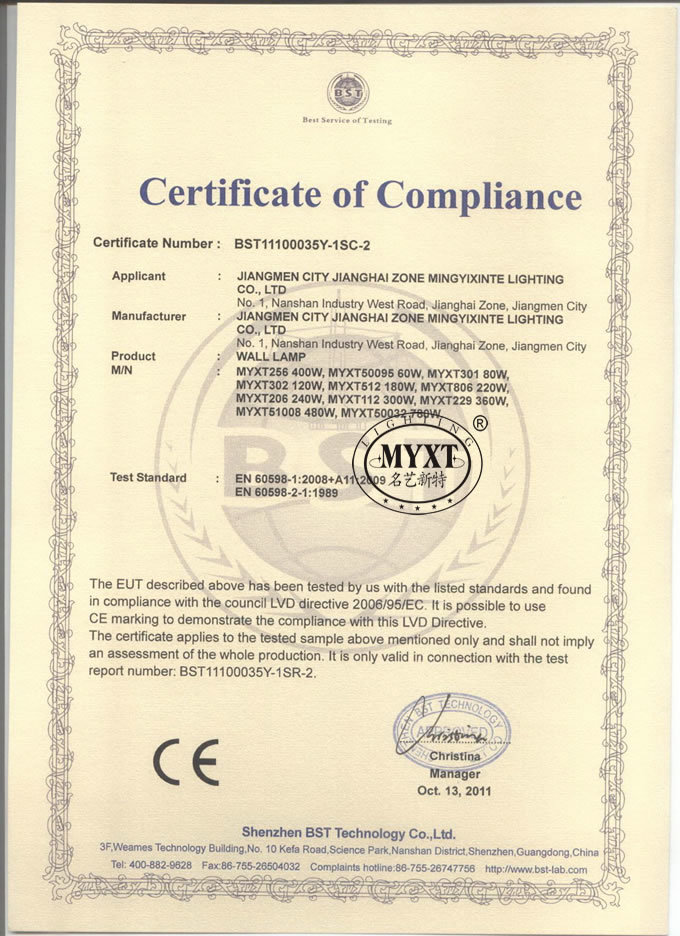 BST
Best Service of Testing
Certificate of Compliance
Certificate Number : BST11100035Y-1SC-2
Applicant : JIANGMEN CITY JIANGHAI ZONE MINGYIXINTE LIGHTING
CO., LTD
No. 1, Nanshan Industry West Road, Jianghai Zone, Jiangmen City
Manufacturer : JIANGMEN CITY JIANGHAI ZONE MINGYIXINTE LIGHTING
CO., LTD
No. 1, Nanshan Industry West Road, Jianghai Zone, Jiangmen City
Product : WALL LAMP
M/N : MYXT256 400W, MYXT50095 60W, MYXT301 80W,
MYXT302 120W, MYXT512 180W, MYXT806 220W,
MYXT206 240W, MYXT112 300W, MYXT229 360W,
MYXT51008 480W, MYXT50032 780W
LIGHTING ®
MYXT
名艺新特
BST
Test Standard : EN 60598-1:2008+A11:2009
EN 60598-2-1:1989
The EUT described above has been tested by us with the listed standards and found
in compliance with the council LVD directive 2006/95/EC. It is possible to use
CE marking to demonstrate the compliance with this LVD Directive.
The certificate applies to the tested sample above mentioned only and shall not imply
an assessment of the whole production. It is only valid in connection with the test
report number: BST11100035Y-1SR-2.
CE
BST TECHNOLOGY CO
APPROVED
Christina
Christina
Manager
Oct. 13, 2011
Shenzhen BST Technology Co.,Ltd.
3F,Weames Technology Building,No. 10 Kefa Road,Science Park,Nanshan District,Shenzhen,Guangdong,China
Tel: 400-882-9628 Fax:86-755-26504032 Complaints hotline:86-755-26747756 http://www.bst-lab.com